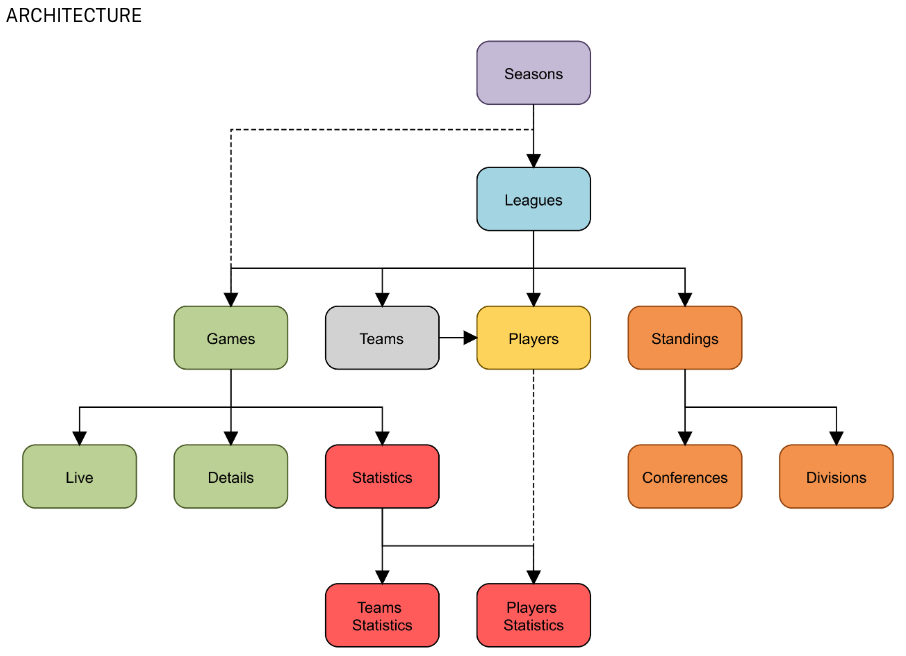 ARCHITECTURE
Seasons
Leagues
Games
Teams
Players
Standings
Live
Details
Statistics
Conferences
Divisions
Teams
Statistics
Players
Statistics